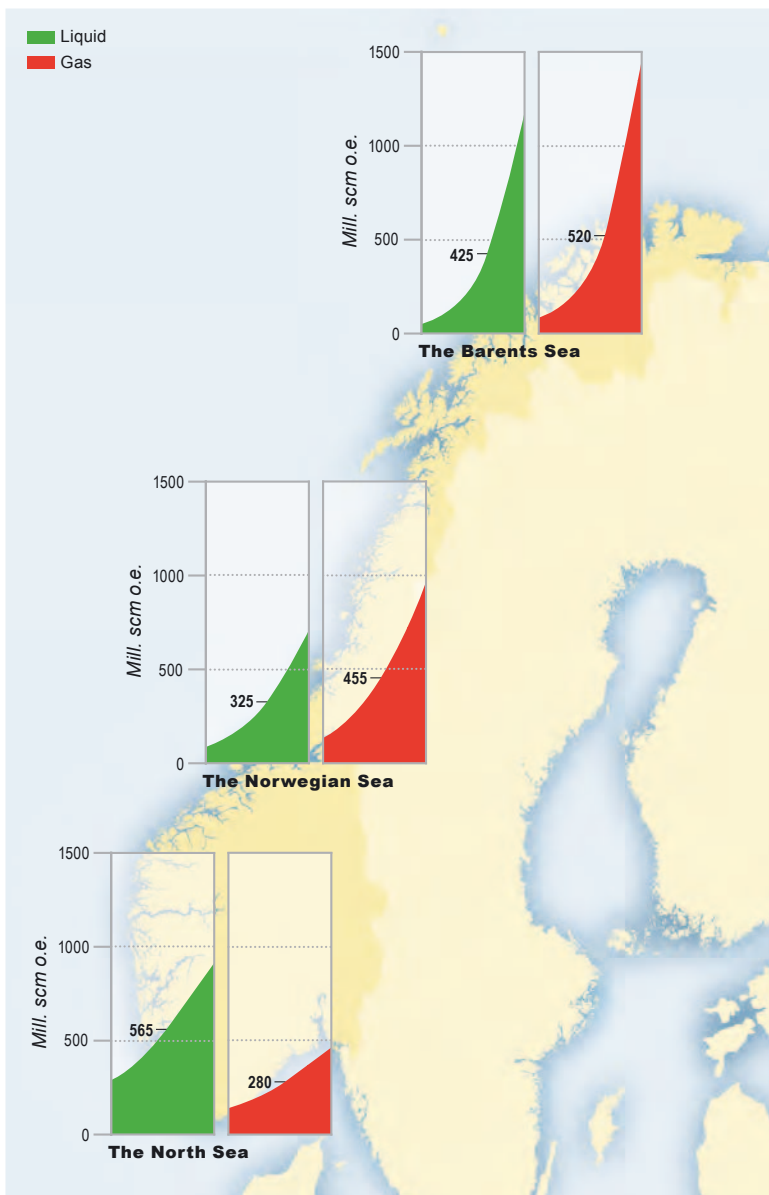 Liquid
Gas
1500
1000
500
0
Mill. scm o.e.
425
520
The Barents Sea
1500
1000
500
0
Mill. scm o.e.
325
455
The Norwegian Sea
1500
1000
500
0
Mill. scm o.e.
565
280
The North Sea